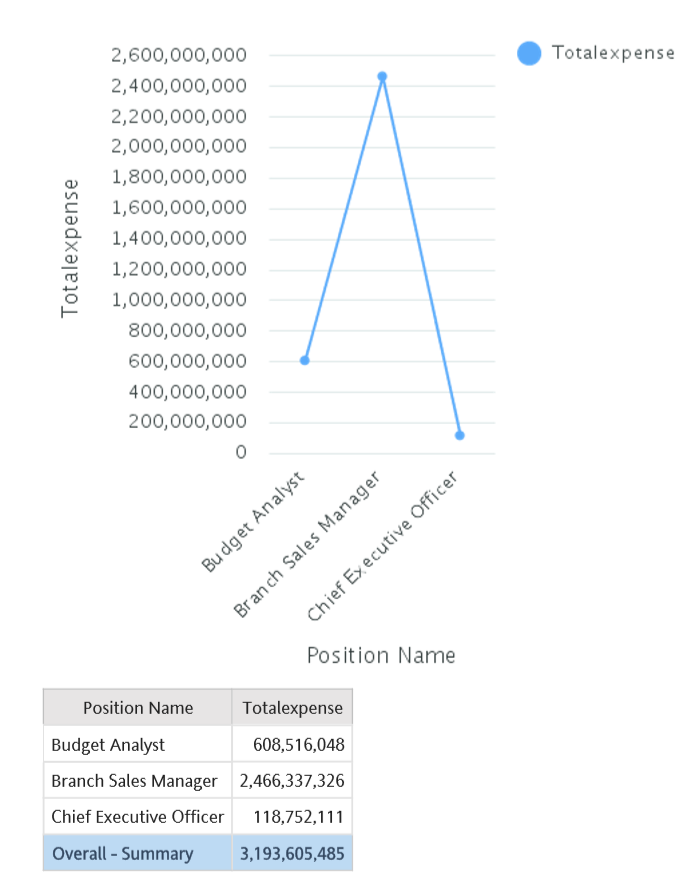 2,600,000,000
2,400,000,000
2,200,000,000
2,000,000,000
1,800,000,000
1,600,000,000
1,400,000,000
1,200,000,000
1,000,000,000
800,000,000
600,000,000
400,000,000
200,000,000
0
Totalexpense
Totalexpense
Budget Analyst
Branch Sales Manager
Chief Executive Officer
Position Name
Position Name Totalexpense
Budget Analyst 608,516,048
Branch Sales Manager 2,466,337,326
Chief Executive Officer 118,752,111
Overall - Summary 3,193,605,485